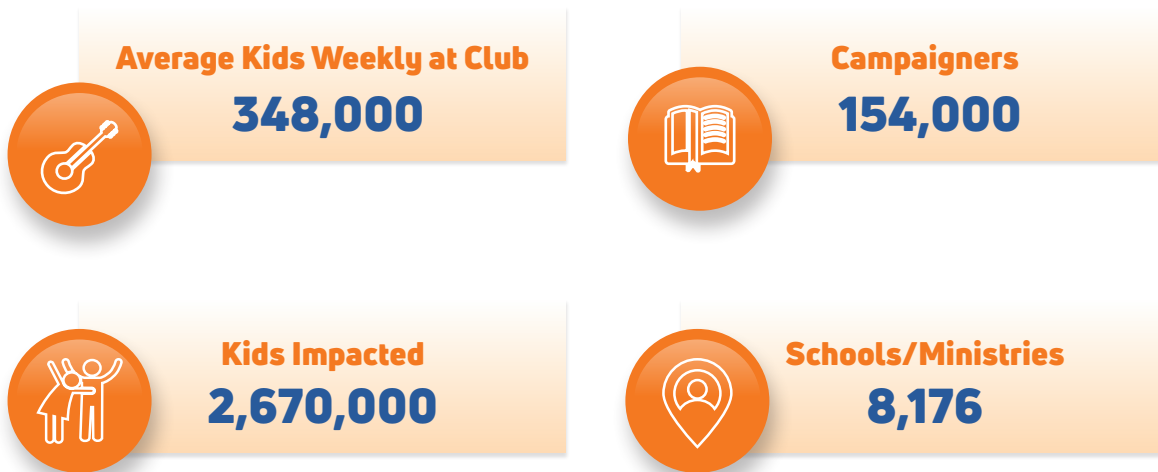 Average Kids Weekly at Club
348,000
Campaigners
154,000
Kids Impacted
2,670,000
Schools/Ministries
8,176